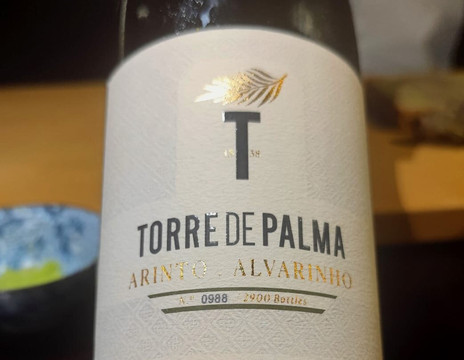 T
TORRE DE PALMA
ARINTO . ALVARINHO
0988 2900 Bottles